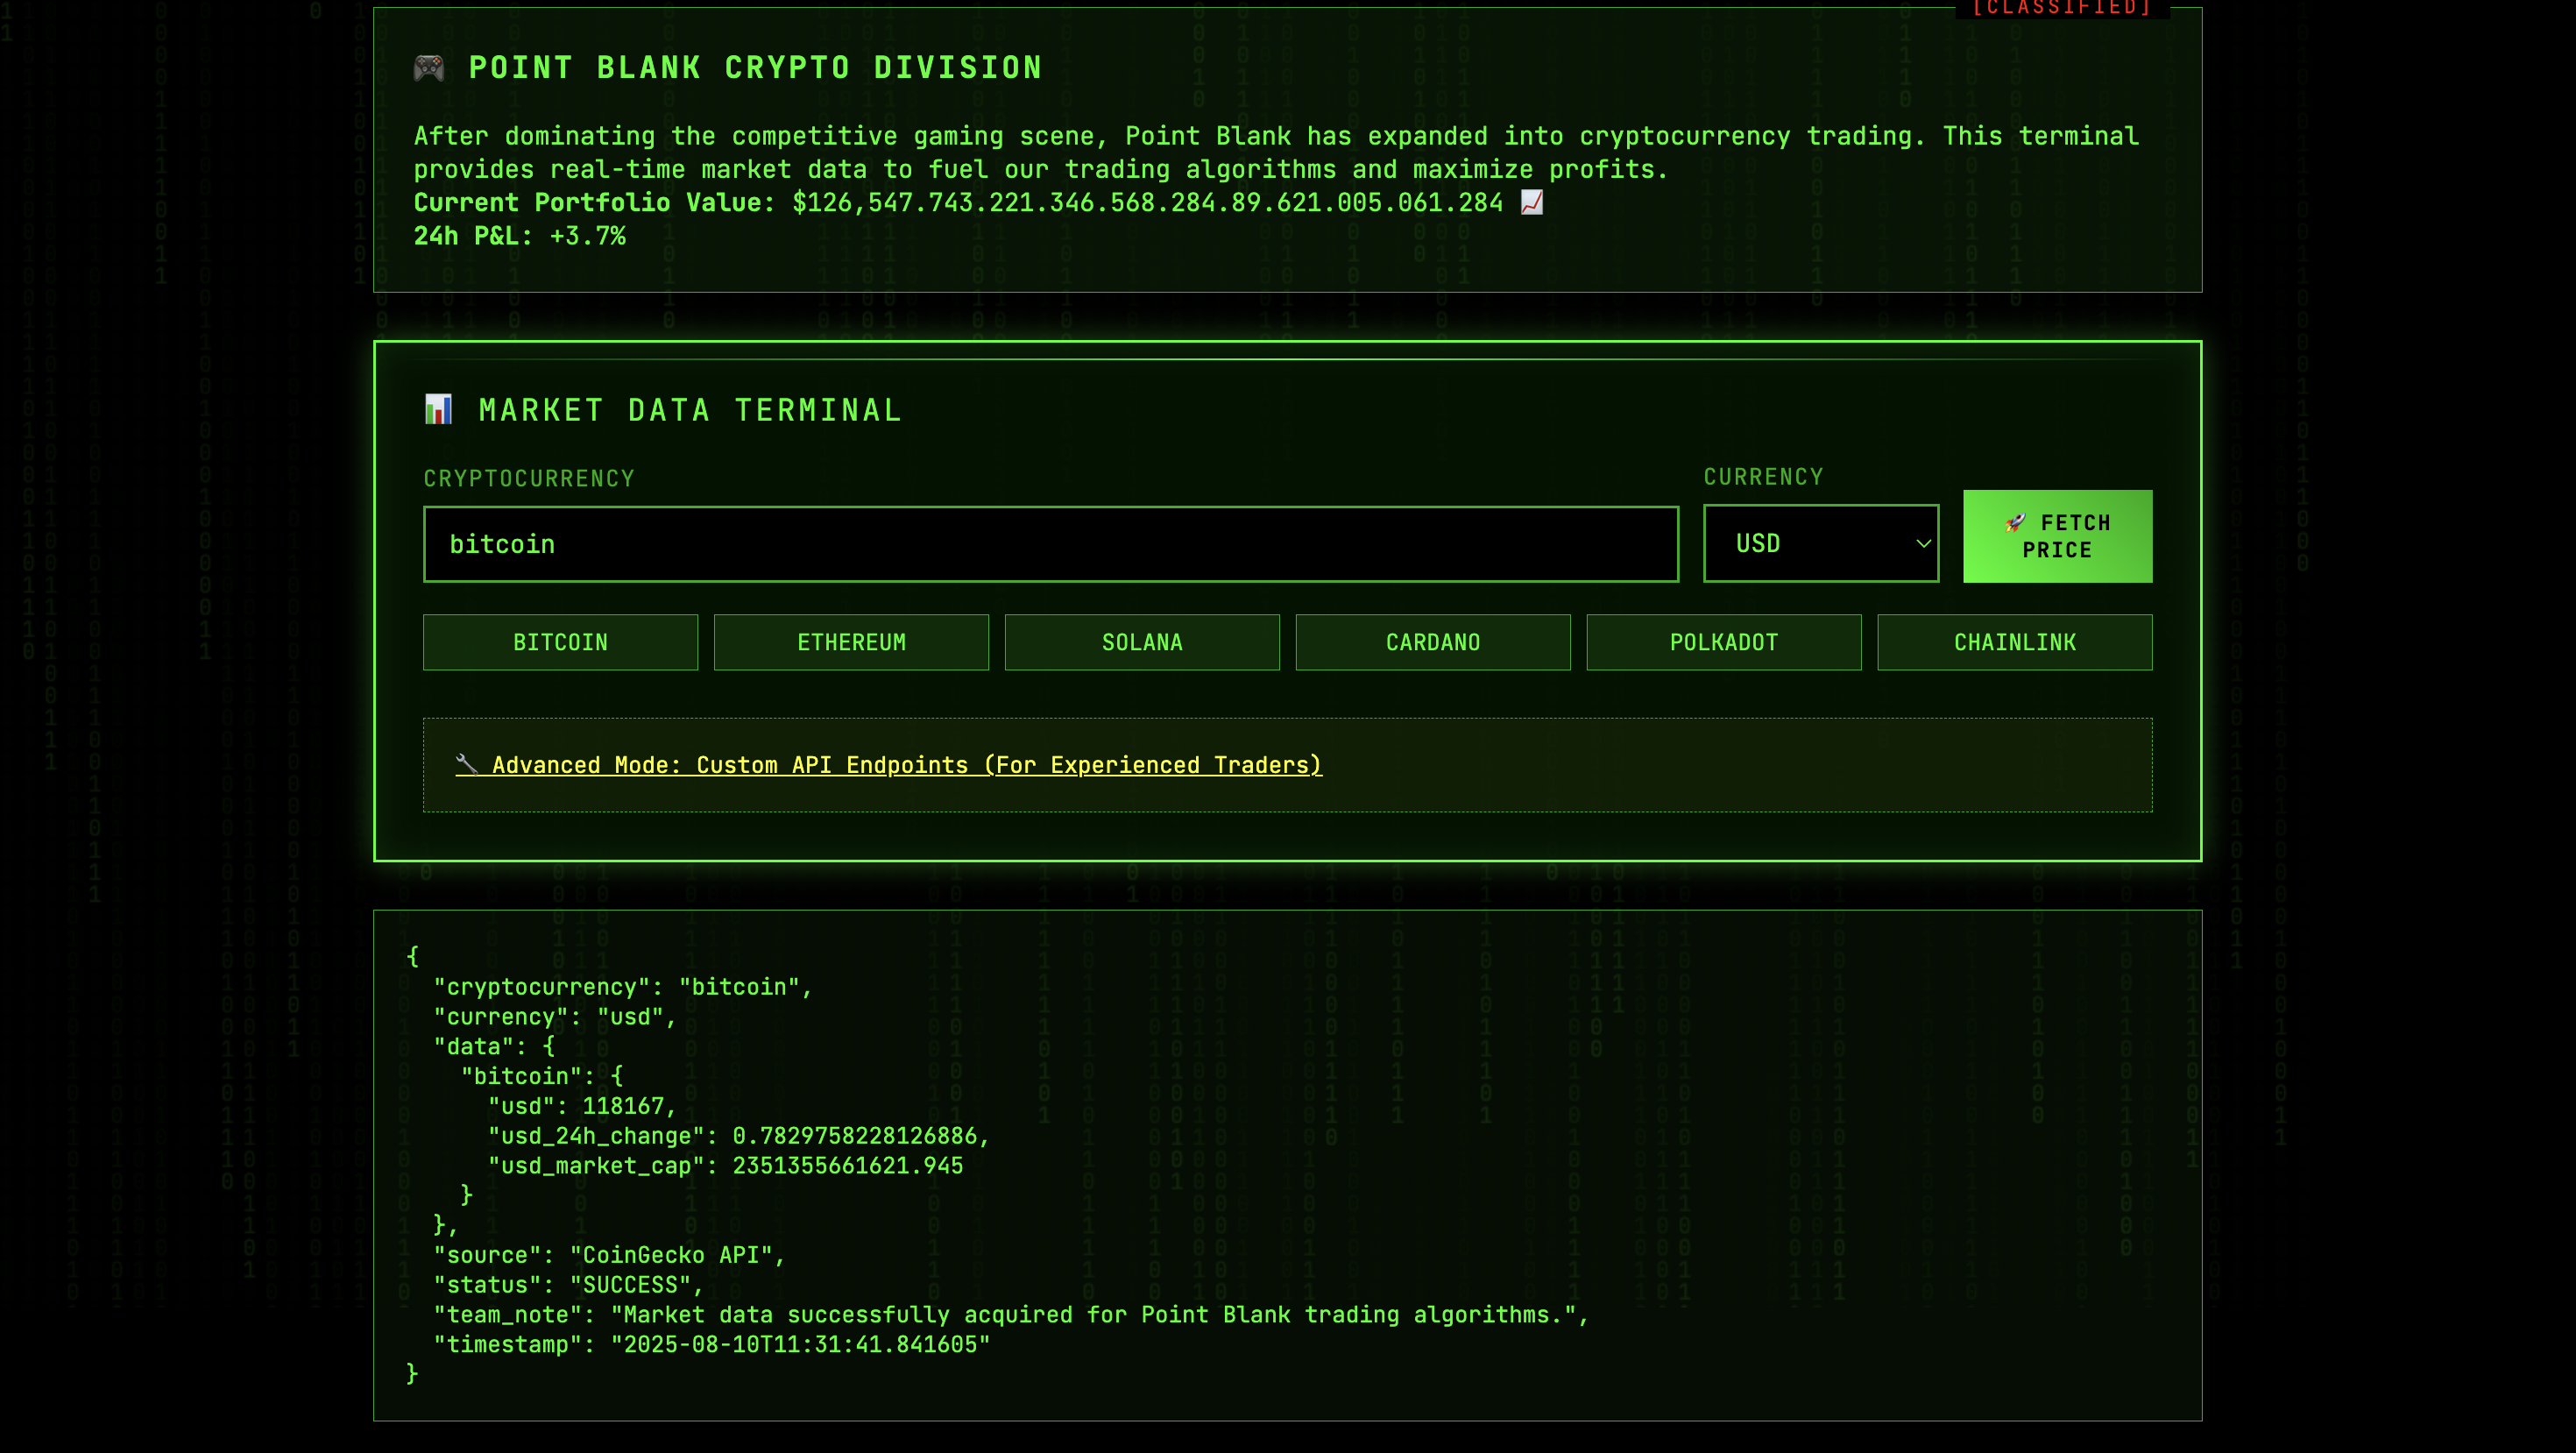 [CLASSIFIED]
🎮 POINT BLANK CRYPTO DIVISION
After dominating the competitive gaming scene, Point Blank has expanded into cryptocurrency trading. This terminal
provides real-time market data to fuel our trading algorithms and maximize profits.
Current Portfolio Value: $126,547.743.221.346.568.284.89.621.005.061.284 📈
24h P&L: +3.7%
📊 MARKET DATA TERMINAL
CRYPTOCURRENCY
CURRENCY
bitcoin
USD
🚀 FETCH
PRICE
BITCOIN
ETHEREUM
SOLANA
CARDANO
POLKADOT
CHAINLINK
🔧 Advanced Mode: Custom API Endpoints (For Experienced Traders)
{
  "cryptocurrency": "bitcoin",
  "currency": "usd",
  "data": {
    "bitcoin": {
      "usd": 118167,
      "usd_24h_change": 0.7829758228126886,
      "usd_market_cap": 2351355661621.945
    }
  },
  "source": "CoinGecko API",
  "status": "SUCCESS",
  "team_note": "Market data successfully acquired for Point Blank trading algorithms.",
  "timestamp": "2025-08-10T11:31:41.841605"
}